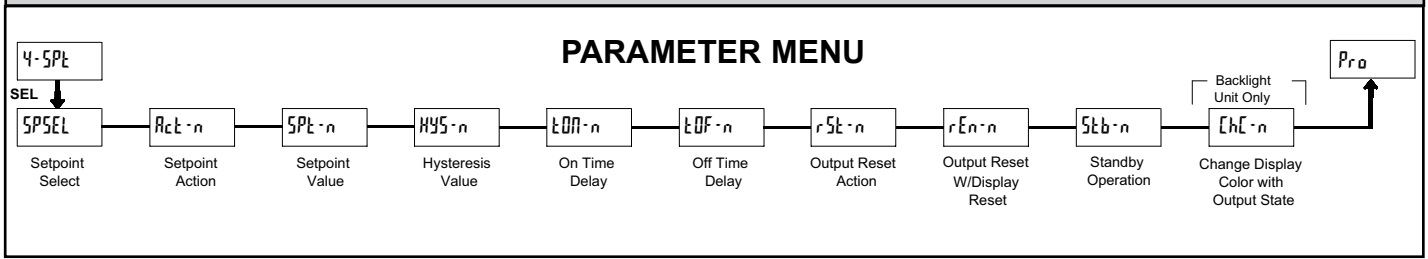 PARAMETER MENU
4-SPt
Pro
SEL
Backlight
Unit Only
SPSEL
Act-n
SPt-n
HYS-n
tON-n
tOF-n
rSt-n
rEn-n
Stb-n
ChC-n
Setpoint
Select
Setpoint
Action
Setpoint
Value
Hysteresis
Value
On Time
Delay
Off Time
Delay
Output Reset
Action
Output Reset
W/Display
Reset
Standby
Operation
Change Display
Color with
Output State